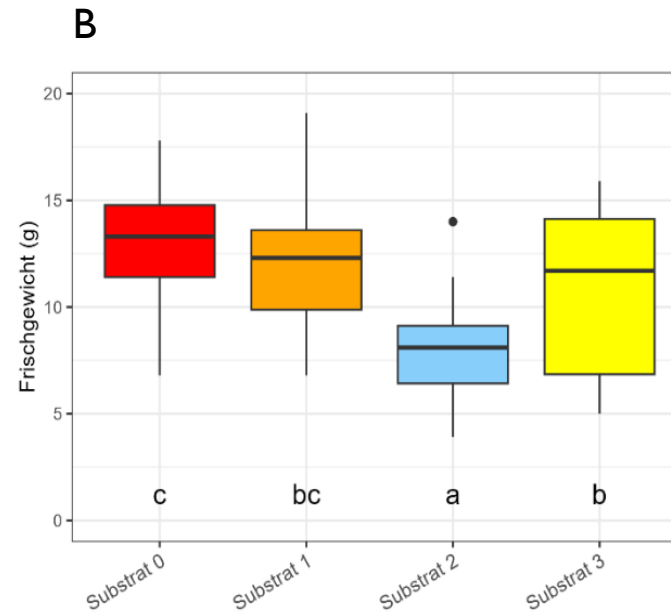 B
Frischgewicht (g)
20
15
10
5
0
c bc a b
Substrat 0 Substrat 1 Substrat 2 Substrat 3